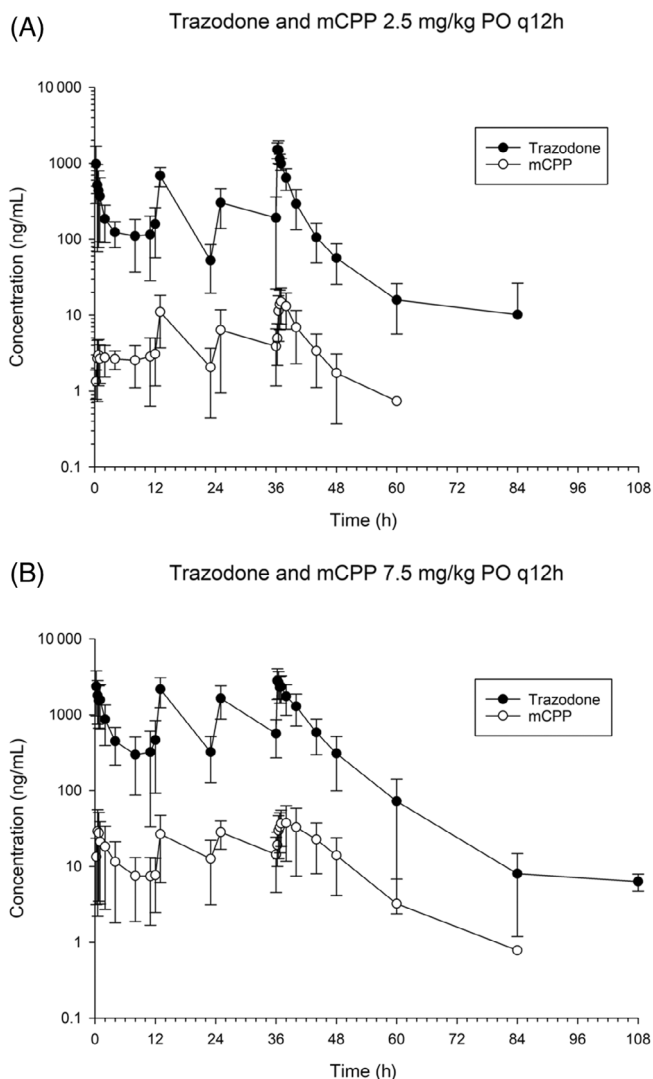 (A)
Trazodone and mCPP 2.5 mg/kg PO q12h
10 000
1000
100
10
1
0.1
Concentration (ng/mL)
Trazodone
mCPP
0 12 24 36 48 60 72 84 96 108
Time (h)
(B)
Trazodone and mCPP 7.5 mg/kg PO q12h
10 000
1000
100
10
1
0.1
Concentration (ng/mL)
Trazodone
mCPP
0 12 24 36 48 60 72 84 96 108
Time (h)